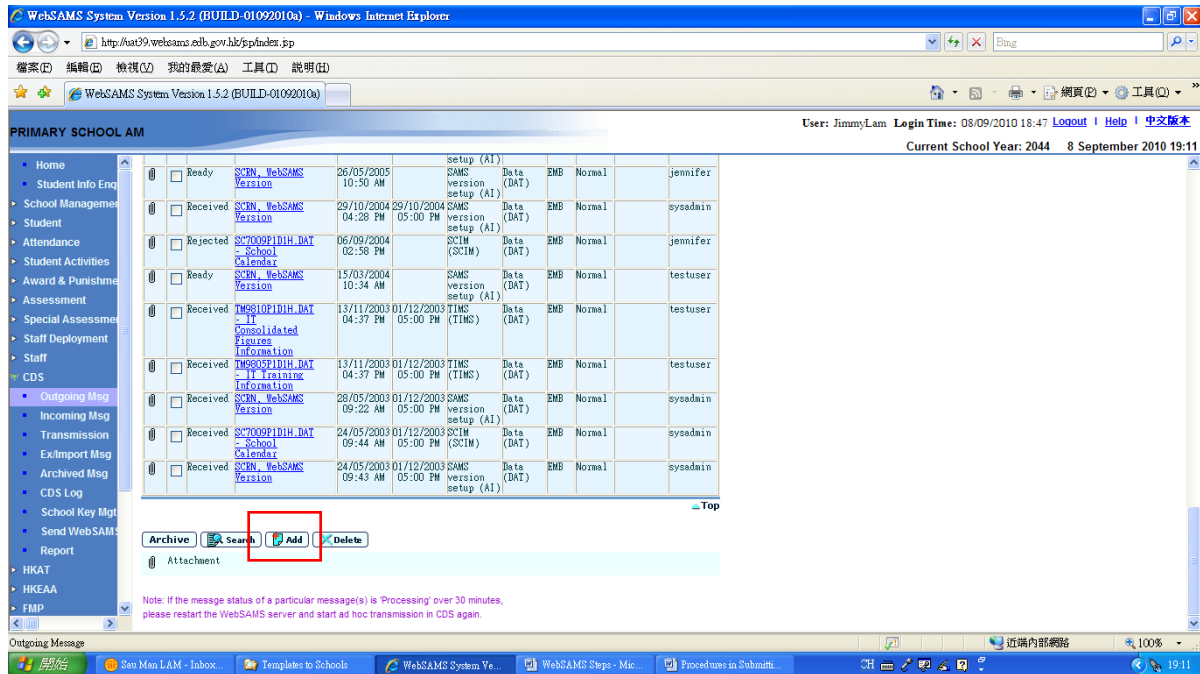 WebSAMS System Version 1.5.2 (BUILD-01092010a) - Windows Internet Explorer
http://uat39.websams.edb.gov.hk/jsp/index.jsp
Bing
檔案(F) 編輯(E) 檢視(V) 我的最愛(A) 工具(T) 說明(H)
WebSAMS System Version 1.5.2 (BUILD-01092010a)
網頁(P) 工具(O)
PRIMARY SCHOOL AM
User: JimmyLam Login Time: 08/09/2010 18:47 Logout | Help | 中文版本
Current School Year: 2044 8 September 2010 19:11
Home
Student Info Enq
School Managemen
Student
Attendance
Student Activities
Award & Punishme
Assessment
Special Assessmen
Staff Deployment
Staff
CDS
Outgoing Msg
Incoming Msg
Transmission
Ex/Import Msg
Archived Msg
CDS Log
School Key Mgt
Send WebSAMS
Report
HKAT
HKEAA
FMP
setup (AI)
Ready SCRN, WebSAMS 26/05/2005 SAMS Data EMB Normal jennifer
Version 10:50 AM version (DAT)
setup (AI)
Received SCRN, WebSAMS 29/10/2004 29/10/2004 SAMS Data EMB Normal sysadmin
Version 04:28 PM 05:00 PM version (DAT)
setup (AI)
Rejected SC7009P1D1H.DAT 06/09/2004 SCIM Data EMB Normal jennifer
- School 02:58 PM (SCIM) (DAT)
Calendar
Ready SCRN, WebSAMS 15/03/2004 SAMS Data EMB Normal testuser
Version 10:34 AM version (DAT)
setup (AI)
Received TM9810P1D1H.DAT 13/11/2003 01/12/2003 TIMS Data EMB Normal testuser
- IT 04:37 PM 05:00 PM (TIMS) (DAT)
Consolidated
Figures
Information
Received TM9805P1D1H.DAT 13/11/2003 01/12/2003 TIMS Data EMB Normal testuser
- IT Training 04:37 PM 05:00 PM (TIMS) (DAT)
Information
Received SCRN, WebSAMS 28/05/2003 01/12/2003 SAMS Data EMB Normal sysadmin
Version 09:22 AM 05:00 PM version (DAT)
setup (AI)
Received SC7009P1D1H.DAT 24/05/2003 01/12/2003 SCIM Data EMB Normal sysadmin
- School 09:44 AM 05:00 PM (SCIM) (DAT)
Calendar
Received SCRN, WebSAMS 24/05/2003 01/12/2003 SAMS Data EMB Normal sysadmin
Version 09:43 AM 05:00 PM version (DAT)
setup (AI)
Top
Archive Search Add Delete
Attachment
Note: If the messge status of a particular message(s) is 'Processing' over 30 minutes,
please restart the WebSAMS server and start ad hoc transmission in CDS again.
Outgoing Message
近端內部網路 100%
開始 Sau Man LAM - Inbox... Templates to Schools WebSAMS System Ve... WebSAMS Steps - Mic... Procedures in Submitti... CH 19:11